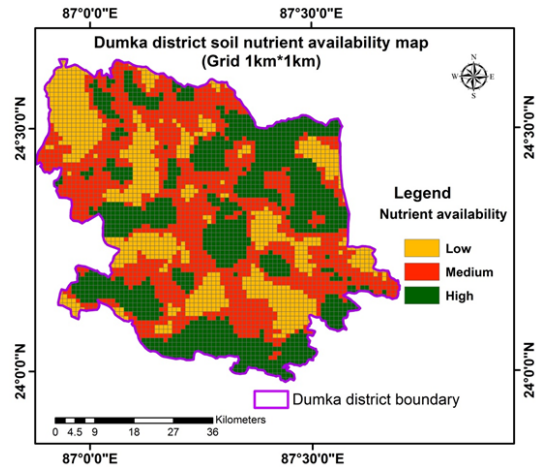 87°0'0"E
87°30'0"E
Dumka district soil nutrient availability map
(Grid 1km*1km)
N
W
E
S
24°30'0"N
24°30'0"N
Legend
Nutrient availability
Low
Medium
High
24°0'0"N
24°0'0"N
Dumka district boundary
Kilometers
0 4.5 9 18 27 36
87°0'0"E
87°30'0"E